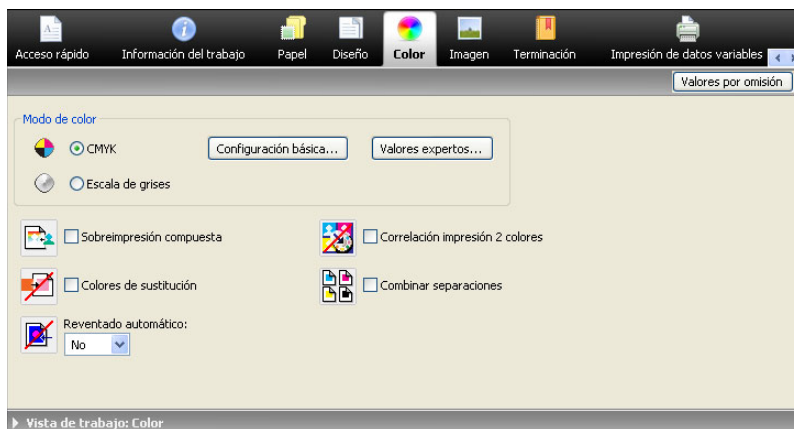 Acceso rápido Información del trabajo Papel Diseño Color Imagen Terminación Impresión de datos variables
Valores por omisión
Modo de color
CMYK Configuración básica... Valores expertos...
Escala de grises
Sobreimpresión compuesta Correlación impresión 2 colores
Colores de sustitución Combinar separaciones
Reventado automático:
No
Vista de trabajo: Color